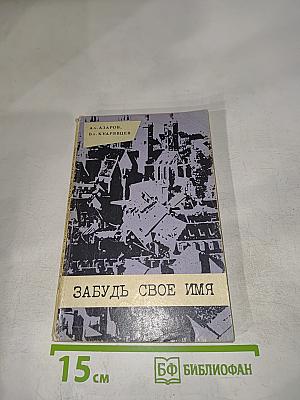 Ал. АЗАРОВ,
Вл. КУДРЯВЦЕВ
ЗАБУДЬ СВОЕ ИМЯ
15 см
БФ БИБЛИОФАН